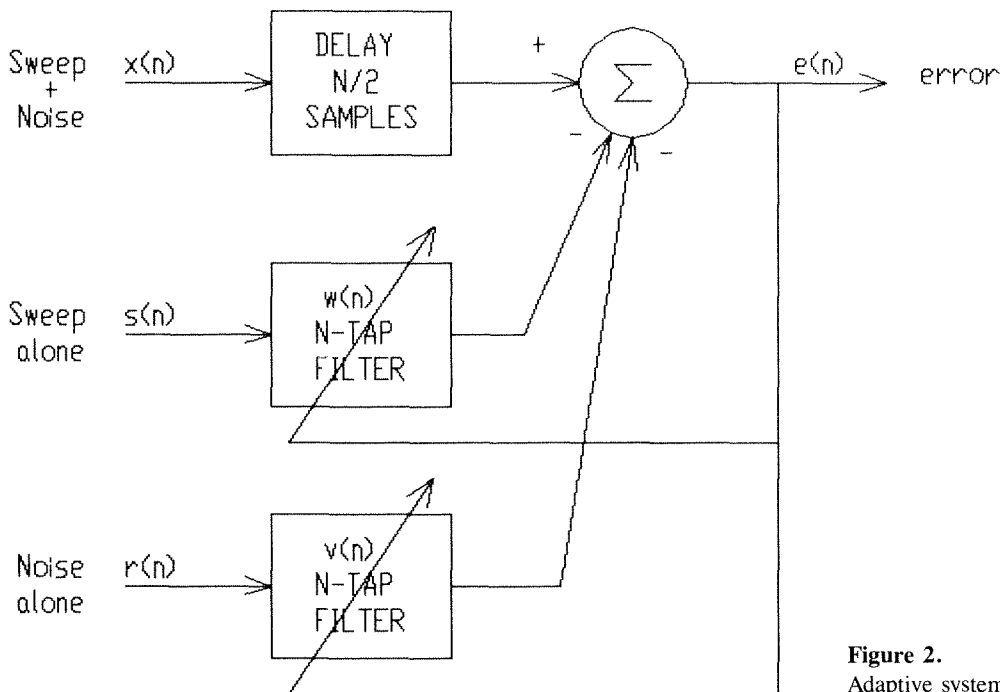 Sweep
+
Noise
x(n)
DELAY
N/2
SAMPLES
+
Σ
-
-
e(n)
error
Sweep
alone
s(n)
w(n)
N-TAP
FILTER
Noise
alone
r(n)
v(n)
N-TAP
FILTER
Figure 2.
Adaptive system